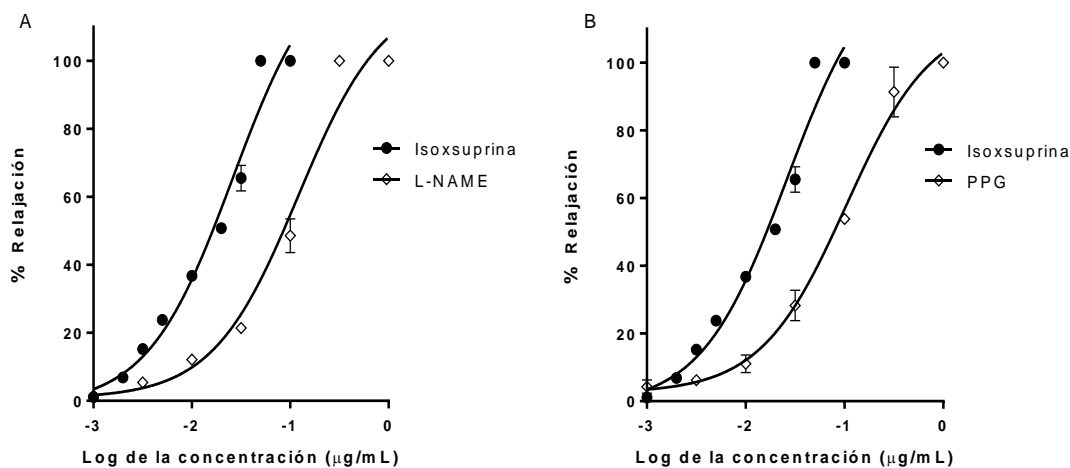 A
% Relajación
100
80
60
40
20
0
-3
-2
-1
0
Log de la concentración (μg/mL)
Isoxsuprina
L-NAME
B
% Relajación
100
80
60
40
20
0
-3
-2
-1
0
Log de la concentración (μg/mL)
Isoxsuprina
PPG